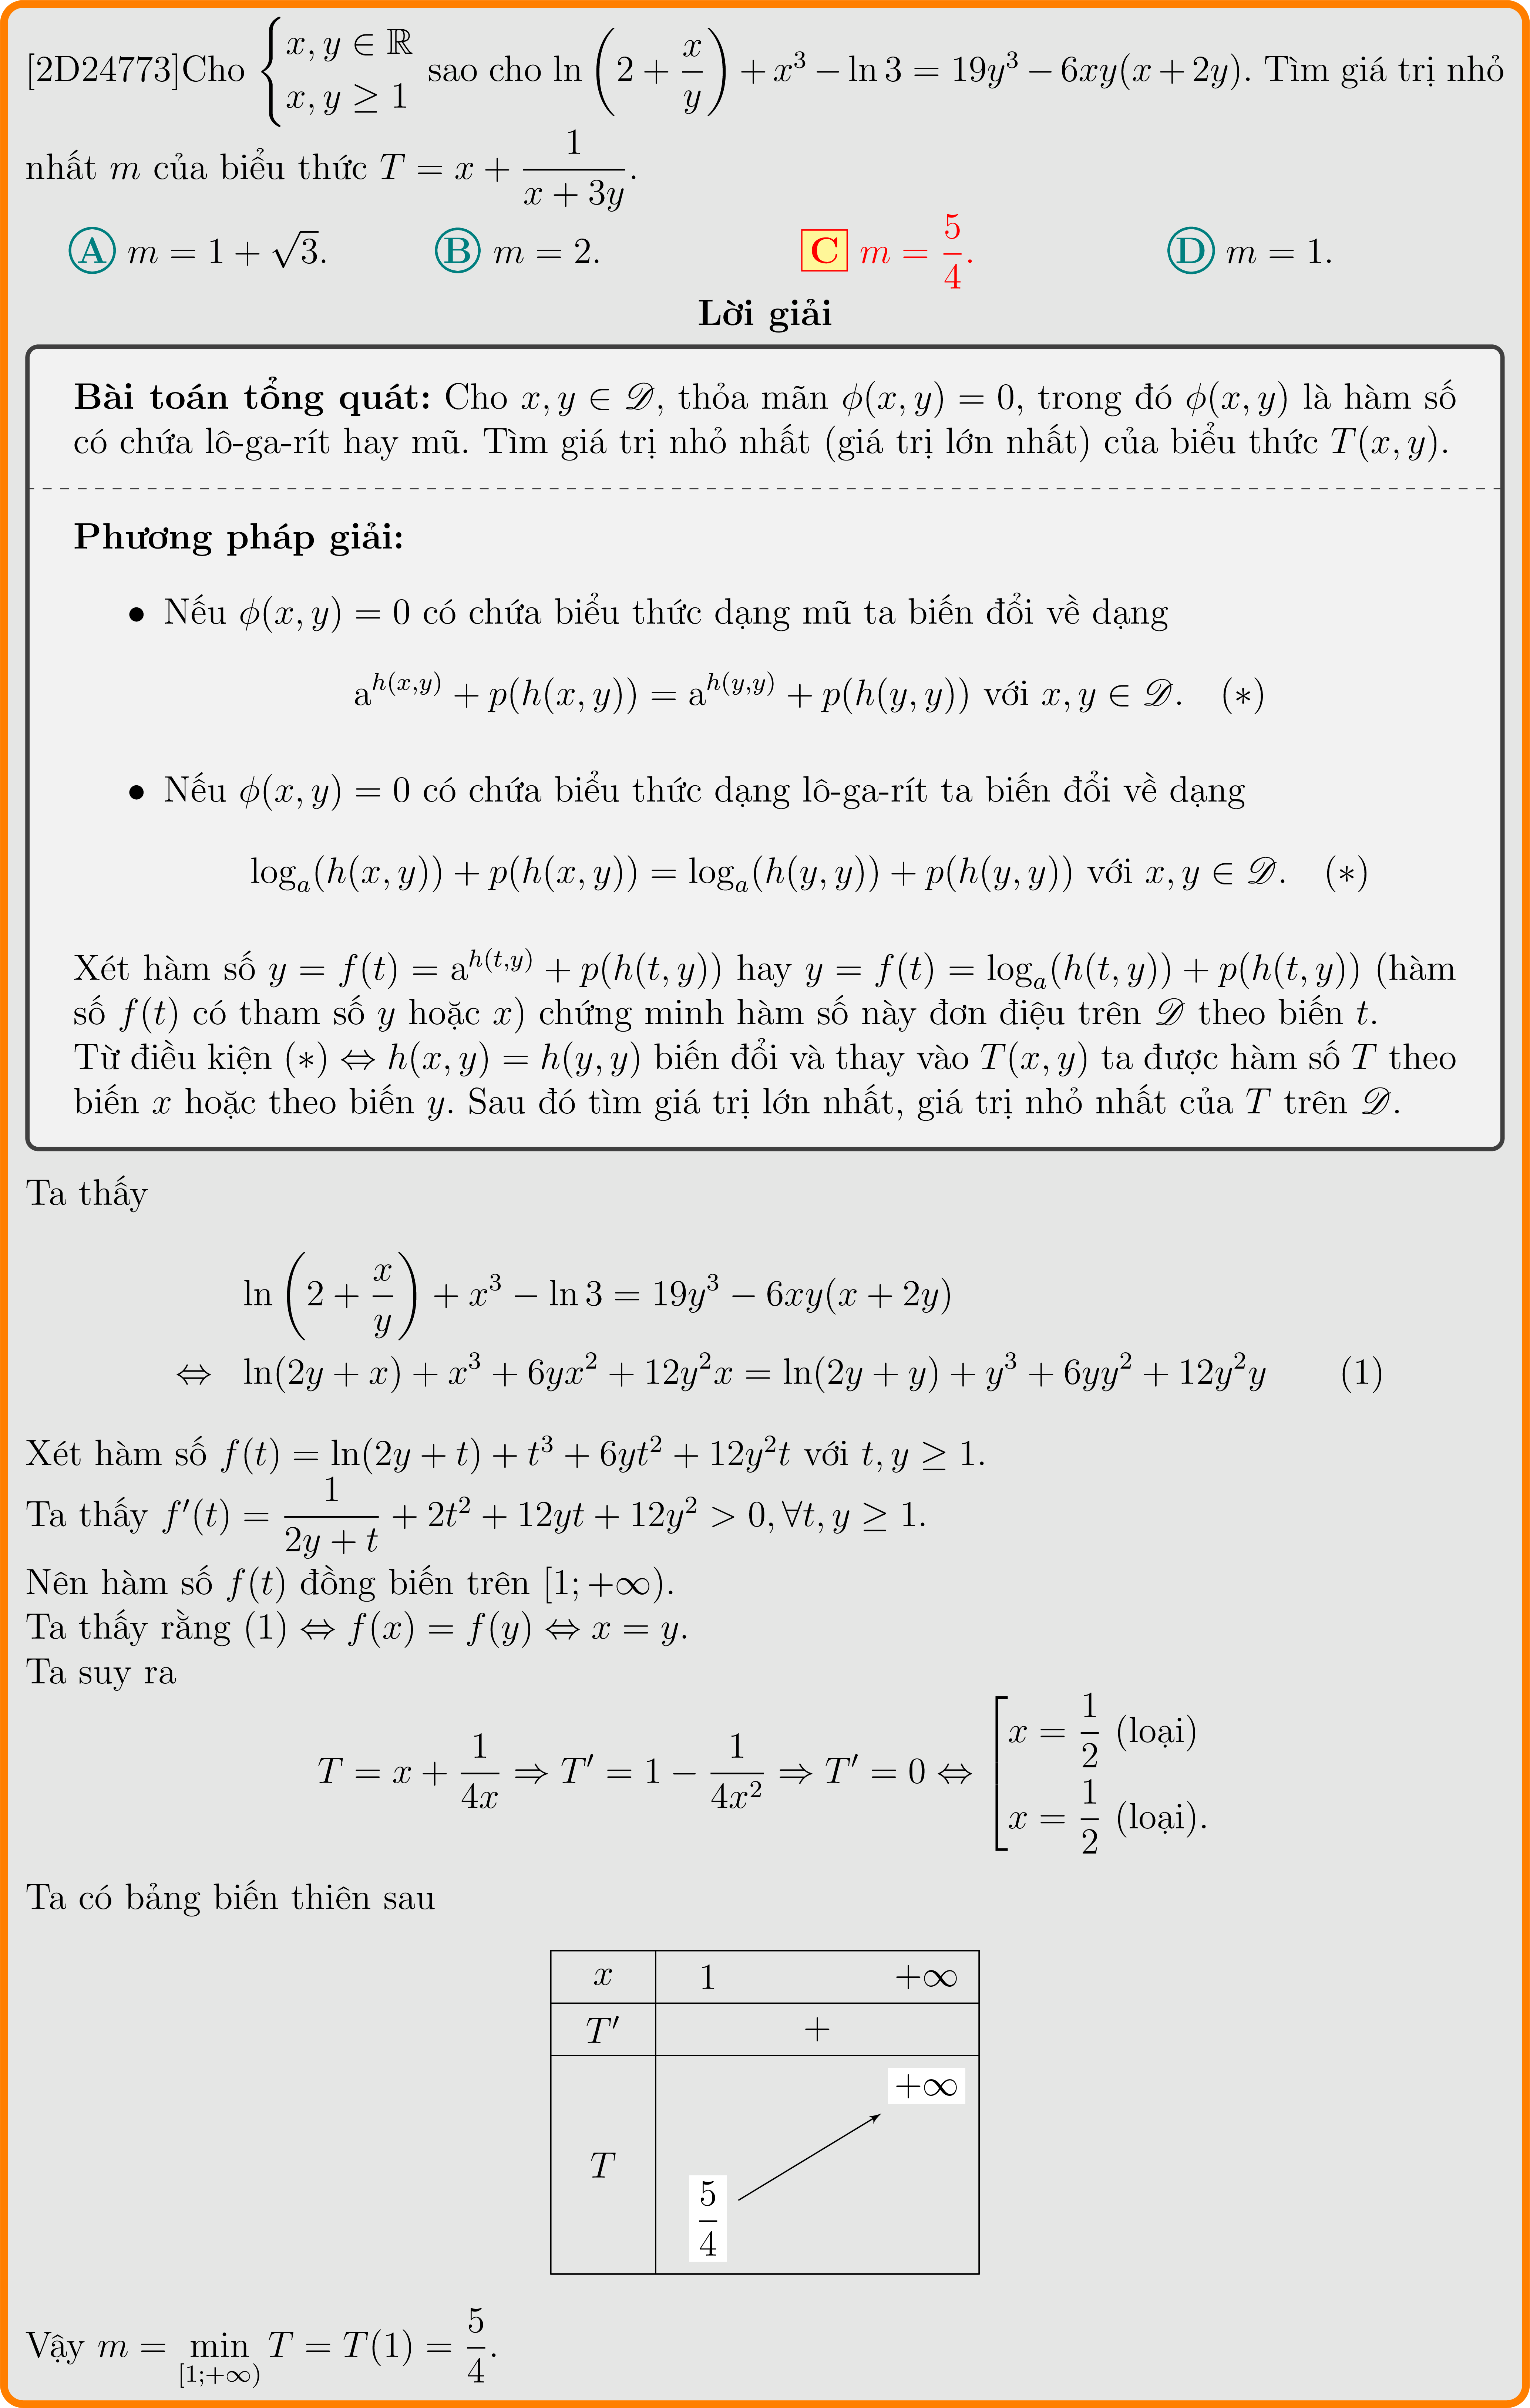 [2D24773]Cho $\begin{cases} x, y \in \mathbb{R} \\ x, y \geq 1 \end{cases}$ sao cho $\ln\left(2 + \dfrac{x}{y}\right) + x^3 - \ln 3 = 19y^3 - 6xy(x + 2y)$. Tìm giá trị nhỏ
nhất $m$ của biểu thức $T = x + \dfrac{1}{x + 3y}$.
A $m = 1 + \sqrt{3}$. B $m = 2$. C $m = \dfrac{5}{4}$. D $m = 1$.
Lời giải
Bài toán tổng quát: Cho $x, y \in \mathscr{D}$, thỏa mãn $\phi(x, y) = 0$, trong đó $\phi(x, y)$ là hàm số
có chứa lô-ga-rít hay mũ. Tìm giá trị nhỏ nhất (giá trị lớn nhất) của biểu thức $T(x, y)$.
Phương pháp giải:
• Nếu $\phi(x, y) = 0$ có chứa biểu thức dạng mũ ta biến đổi về dạng
$\mathrm{a}^{h(x,y)} + p(h(x, y)) = \mathrm{a}^{h(y,y)} + p(h(y, y))$ với $x, y \in \mathscr{D}$. $(*)$
• Nếu $\phi(x, y) = 0$ có chứa biểu thức dạng lô-ga-rít ta biến đổi về dạng
$\log_a(h(x, y)) + p(h(x, y)) = \log_a(h(y, y)) + p(h(y, y))$ với $x, y \in \mathscr{D}$. $(*)$
Xét hàm số $y = f(t) = \mathrm{a}^{h(t,y)} + p(h(t, y))$ hay $y = f(t) = \log_a(h(t, y)) + p(h(t, y))$ (hàm
số $f(t)$ có tham số $y$ hoặc $x$) chứng minh hàm số này đơn điệu trên $\mathscr{D}$ theo biến $t$.
Từ điều kiện $(*) \Leftrightarrow h(x, y) = h(y, y)$ biến đổi và thay vào $T(x, y)$ ta được hàm số $T$ theo
biến $x$ hoặc theo biến $y$. Sau đó tìm giá trị lớn nhất, giá trị nhỏ nhất của $T$ trên $\mathscr{D}$.
Ta thấy
$\ln\left(2 + \dfrac{x}{y}\right) + x^3 - \ln 3 = 19y^3 - 6xy(x + 2y)$
$\Leftrightarrow \ln(2y + x) + x^3 + 6yx^2 + 12y^2x = \ln(2y + y) + y^3 + 6yy^2 + 12y^2y$ (1)
Xét hàm số $f(t) = \ln(2y + t) + t^3 + 6yt^2 + 12y^2t$ với $t, y \geq 1$.
Ta thấy $f'(t) = \dfrac{1}{2y + t} + 2t^2 + 12yt + 12y^2 > 0, \forall t, y \geq 1$.
Nên hàm số $f(t)$ đồng biến trên $[1; +\infty)$.
Ta thấy rằng $(1) \Leftrightarrow f(x) = f(y) \Leftrightarrow x = y$.
Ta suy ra
$T = x + \dfrac{1}{4x} \Rightarrow T' = 1 - \dfrac{1}{4x^2} \Rightarrow T' = 0 \Leftrightarrow \left[\begin{array}{l} x = \dfrac{1}{2} \text{ (loại)} \\ x = \dfrac{1}{2} \text{ (loại)}. \end{array}\right.$
Ta có bảng biến thiên sau
$x$ $1$ $+\infty$
$T'$ $+$
$+\infty$
$T$
$\dfrac{5}{4}$
Vậy $m = \min\limits_{[1;+\infty)} T = T(1) = \dfrac{5}{4}$.